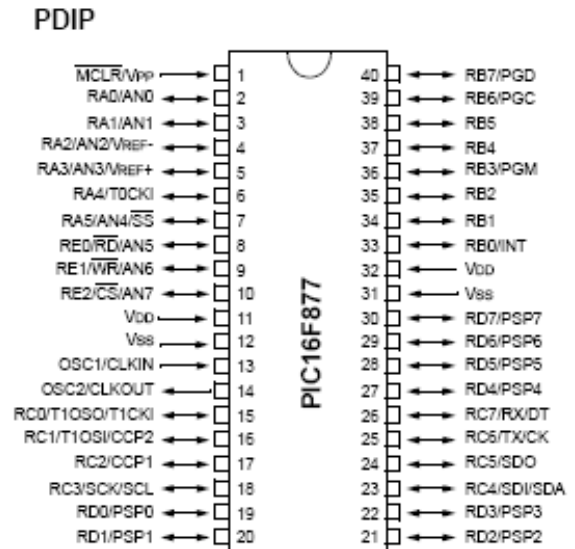 PDIP
MCLR/VPP 1 40 RB7/PGD
RA0/AN0 2 39 RB6/PGC
RA1/AN1 3 38 RB5
RA2/AN2/VREF- 4 37 RB4
RA3/AN3/VREF+ 5 36 RB3/PGM
RA4/T0CKI 6 35 RB2
RA5/AN4/SS 7 34 RB1
RE0/RD/AN5 8 33 RB0/INT
RE1/WR/AN6 9 32 VDD
RE2/CS/AN7 10 31 VSS
VDD 11 30 RD7/PSP7
VSS 12 29 RD6/PSP6
OSC1/CLKIN 13 28 RD5/PSP5
OSC2/CLKOUT 14 27 RD4/PSP4
RC0/T1OSO/T1CKI 15 26 RC7/RX/DT
RC1/T1OSI/CCP2 16 25 RC6/TX/CK
RC2/CCP1 17 24 RC5/SDO
RC3/SCK/SCL 18 23 RC4/SDI/SDA
RD0/PSP0 19 22 RD3/PSP3
RD1/PSP1 20 21 RD2/PSP2
PIC16F877